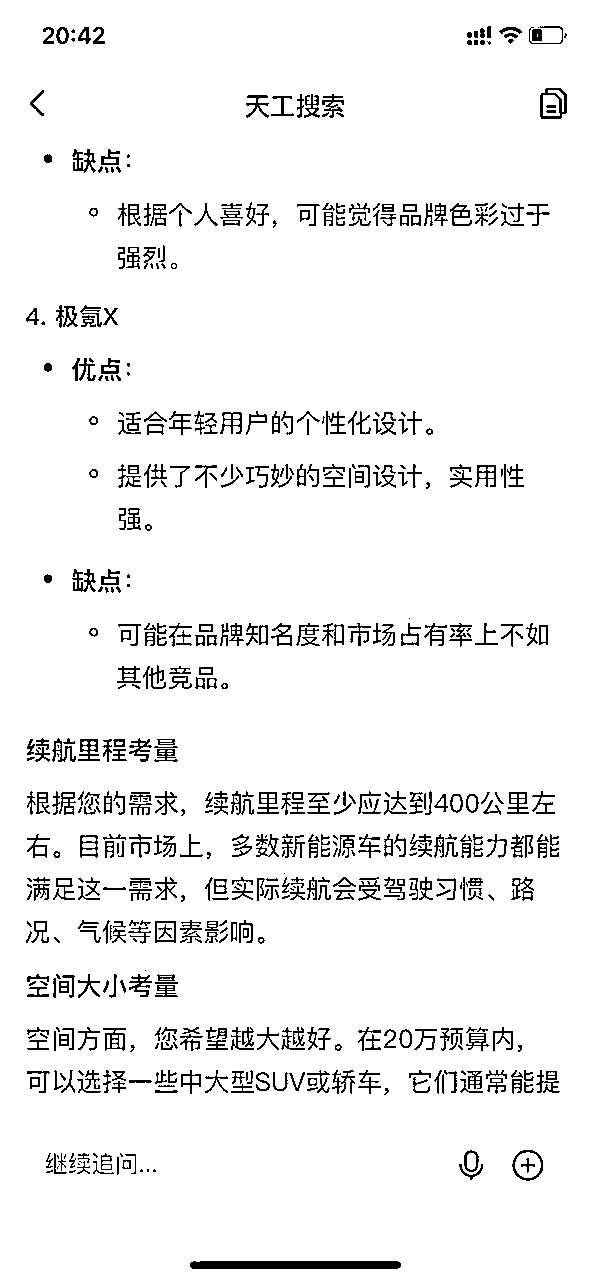 20:42
天工搜索
• 缺点：
◦ 根据个人喜好，可能觉得品牌色彩过于
强烈。
4. 极氪X
• 优点：
◦ 适合年轻用户的个性化设计。
◦ 提供了不少巧妙的空间设计，实用性
强。
• 缺点：
◦ 可能在品牌知名度和市场占有率上不如
其他竞品。
续航里程考量
根据您的需求，续航里程至少应达到400公里左
右。目前市场上，多数新能源车的续航能力都能
满足这一需求，但实际续航会受驾驶习惯、路
况、气候等因素影响。
空间大小考量
空间方面，您希望越大越好。在20万预算内，
可以选择一些中大型SUV或轿车，它们通常能提
继续追问...